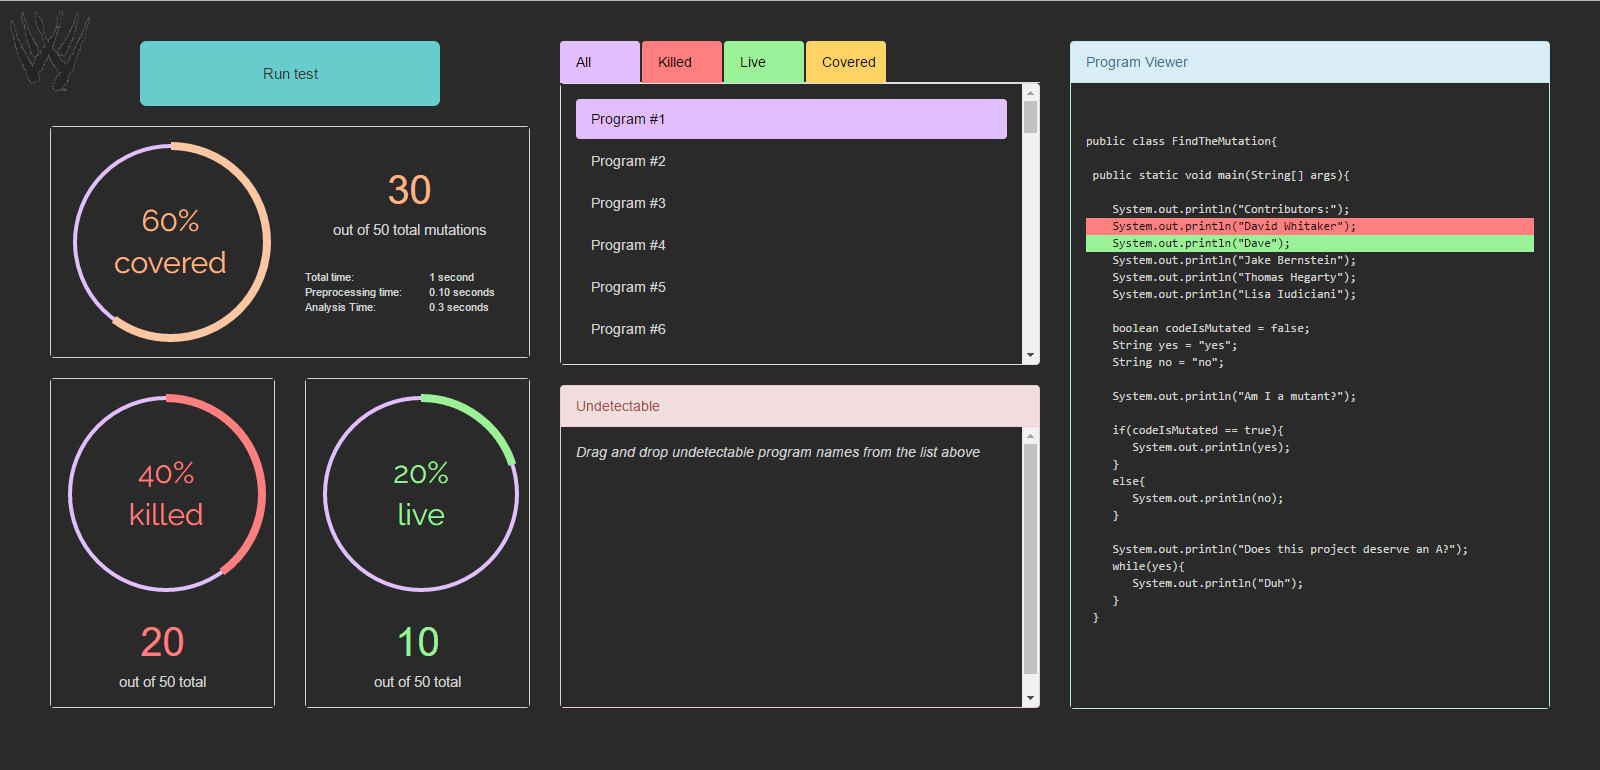 Run test
60%
covered
30
out of 50 total mutations
Total time: 1 second
Preprocessing time: 0.10 seconds
Analysis Time: 0.3 seconds
40%
killed
20
out of 50 total
20%
live
10
out of 50 total
All Killed Live Covered
Program #1
Program #2
Program #3
Program #4
Program #5
Program #6
Undetectable
Drag and drop undetectable program names from the list above
Program Viewer
public class FindTheMutation{
public static void main(String[] args){
System.out.println("Contributors:");
System.out.println("David Whitaker");
System.out.println("Dave");
System.out.println("Jake Bernstein");
System.out.println("Thomas Hegarty");
System.out.println("Lisa Iudiciani");
boolean codeIsMutated = false;
String yes = "yes";
String no = "no";
System.out.println("Am I a mutant?");
if(codeIsMutated == true){
System.out.println(yes);
}
else{
System.out.println(no);
}
System.out.println("Does this project deserve an A?");
while(yes){
System.out.println("Duh");
}
}